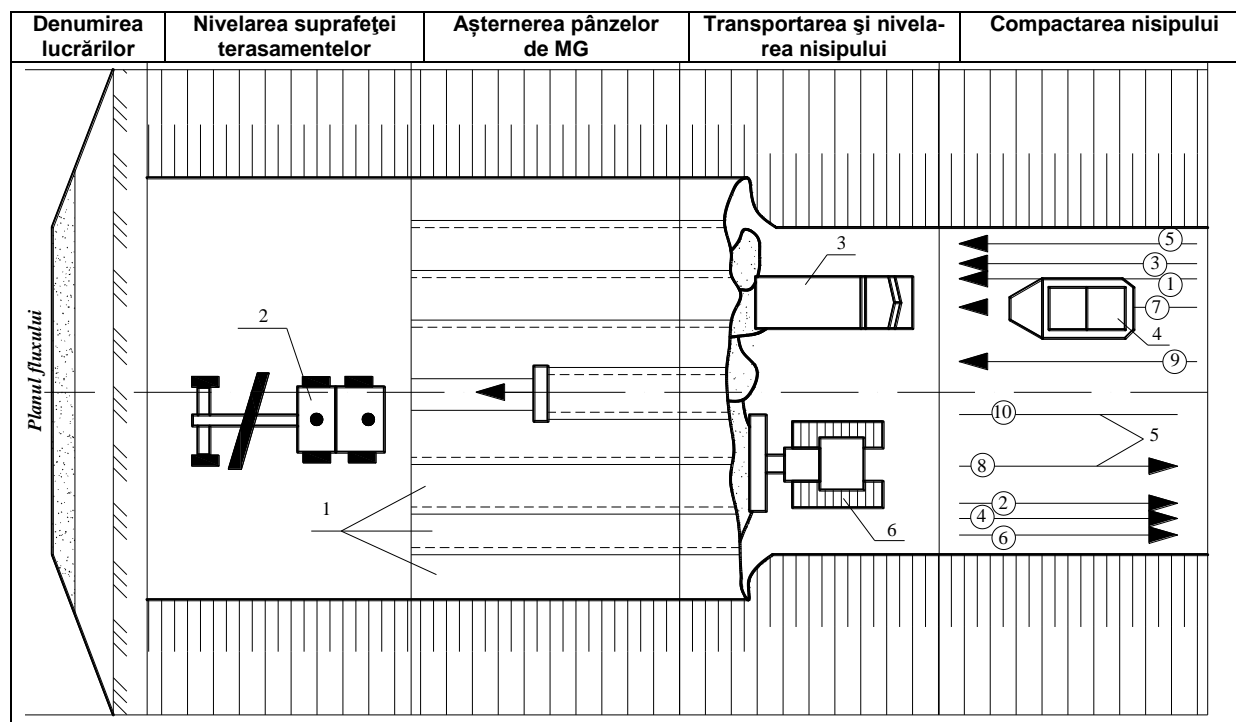 Denumirea
lucrărilor
Nivelarea suprafeţei
terasamentelor
Așternerea pânzelor
de MG
Transportarea şi nivela-
rea nisipului
Compactarea nisipului
Planul fluxului
2
1
3
6
5
3
1
7
4
9
10
5
8
2
4
6